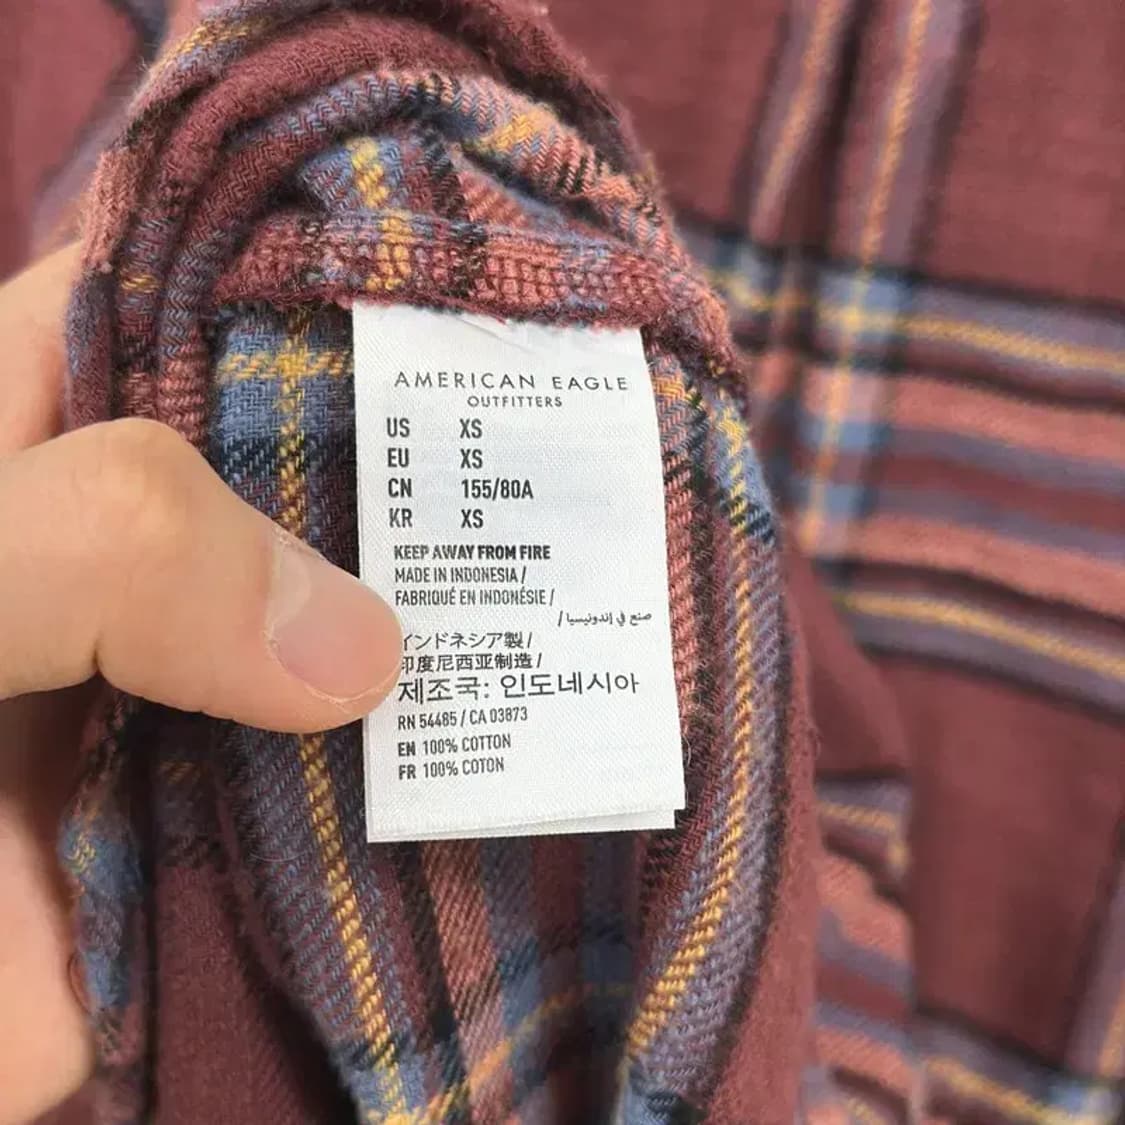 AMERICAN EAGLE
OUTFITTERS
US XS
EU XS
CN 155/80A
KR XS
KEEP AWAY FROM FIRE
MADE IN INDONESIA /
FABRIQUÉ EN INDONÉSIE /
صنع في إندونيسيا /
インドネシア製 /
印度尼西亚制造 /
제조국: 인도네시아
RN 54485 / CA 03873
EN 100% COTTON
FR 100% COTON